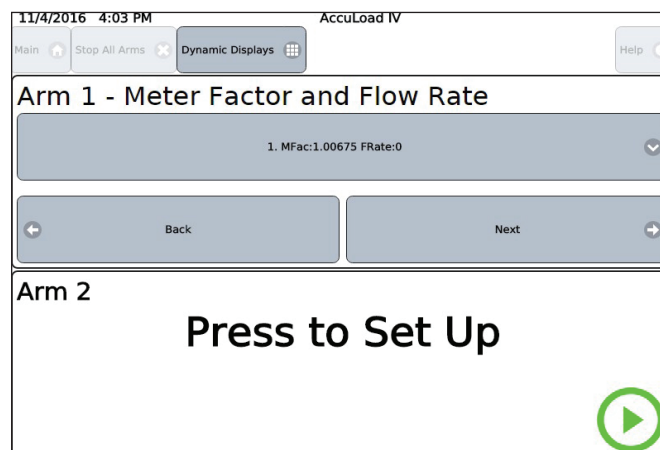 11/4/2016 4:03 PM AccuLoad IV
Main Stop All Arms Dynamic Displays Help
Arm 1 - Meter Factor and Flow Rate
1. MFac:1.00675 FRate:0
Back Next
Arm 2
Press to Set Up